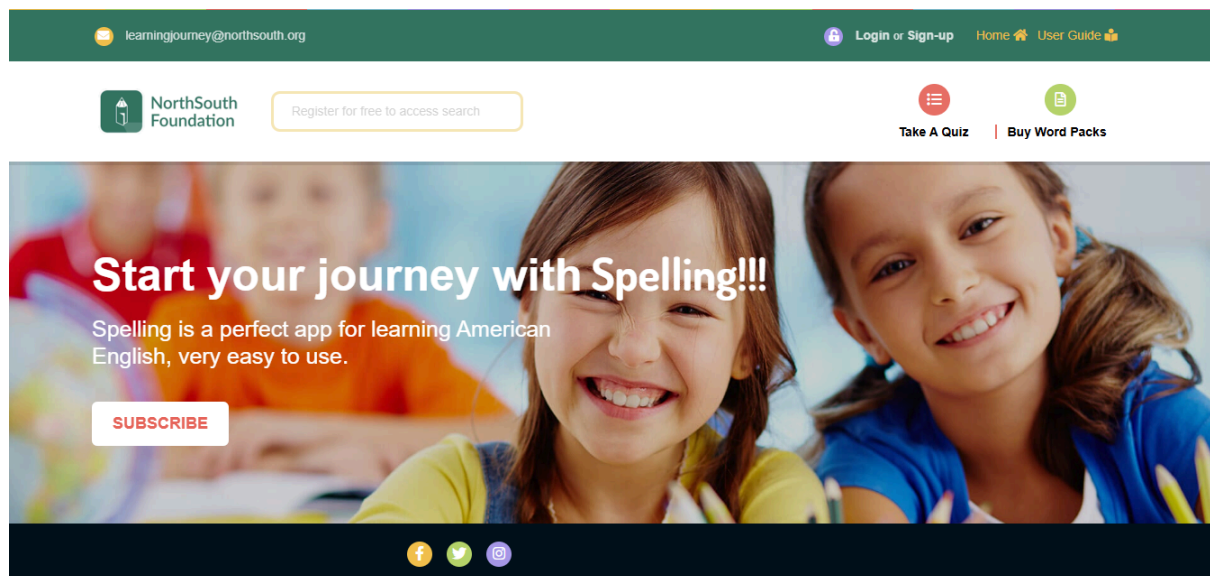 learningjourney@northsouth.org
Login or Sign-up Home User Guide
NorthSouth
Foundation
Register for free to access search
Take A Quiz | Buy Word Packs
Start your journey with Spelling!!!
Spelling is a perfect app for learning American
English, very easy to use.
SUBSCRIBE